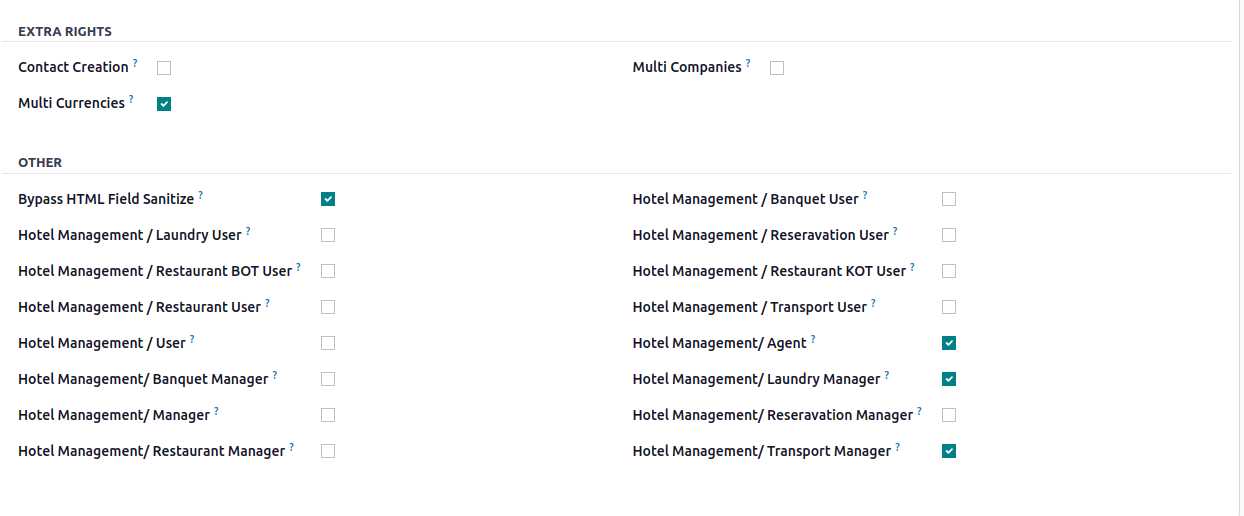 EXTRA RIGHTS
Contact Creation ? Multi Companies ?
Multi Currencies ?
OTHER
Bypass HTML Field Sanitize ? Hotel Management / Banquet User ?
Hotel Management / Laundry User ? Hotel Management / Reseravation User ?
Hotel Management / Restaurant BOT User ? Hotel Management / Restaurant KOT User ?
Hotel Management / Restaurant User ? Hotel Management / Transport User ?
Hotel Management / User ? Hotel Management/ Agent ?
Hotel Management/ Banquet Manager ? Hotel Management/ Laundry Manager ?
Hotel Management/ Manager ? Hotel Management/ Reseravation Manager ?
Hotel Management/ Restaurant Manager ? Hotel Management/ Transport Manager ?